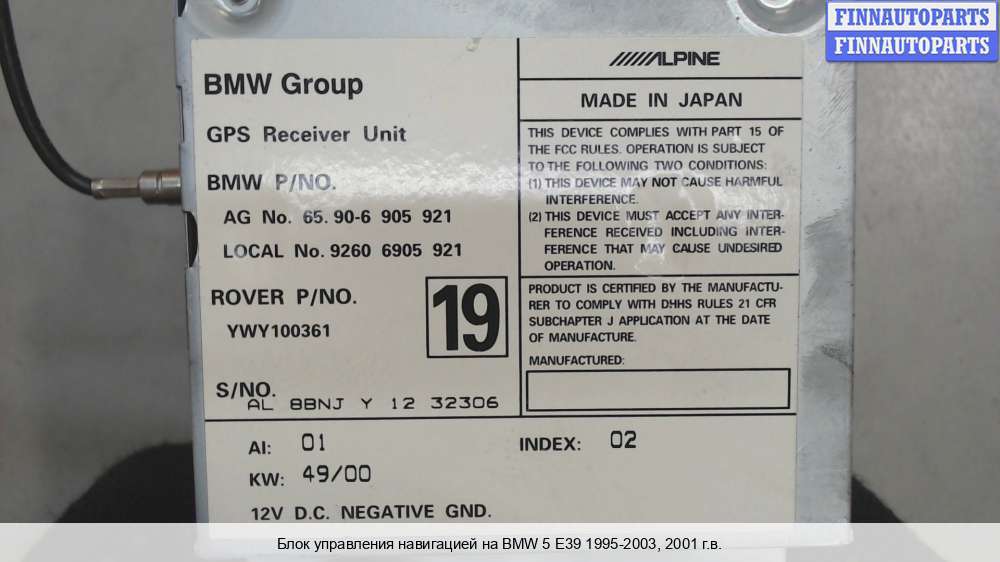 FINNAUTOPARTS
FINNAUTOPARTS
BMW Group
GPS Receiver Unit
BMW P/NO.
AG No. 65.90-6 905 921
LOCAL No. 9260 6905 921
ROVER P/NO.
YWY100361
19
S/NO.
AL 8BNJ Y 12 32306
ALPINE
MADE IN JAPAN
THIS DEVICE COMPLIES WITH PART 15 OF
THE FCC RULES. OPERATION IS SUBJECT
TO THE FOLLOWING TWO CONDITIONS:
(1) THIS DEVICE MAY NOT CAUSE HARMFUL
INTERFERENCE.
(2) THIS DEVICE MUST ACCEPT ANY INTER-
FERENCE RECEIVED INCLUDING INTER-
FERENCE THAT MAY CAUSE UNDESIRED
OPERATION.
PRODUCT IS CERTIFIED BY THE MANUFACTU-
RER TO COMPLY WITH DHHS RULES 21 CFR
SUBCHAPTER J APPLICATION AT THE DATE
OF MANUFACTURE.
MANUFACTURED:
AI: 01
INDEX: 02
KW: 49/00
12V D.C. NEGATIVE GND.
Блок управления навигацией на BMW 5 E39 1995-2003, 2001 г.в.